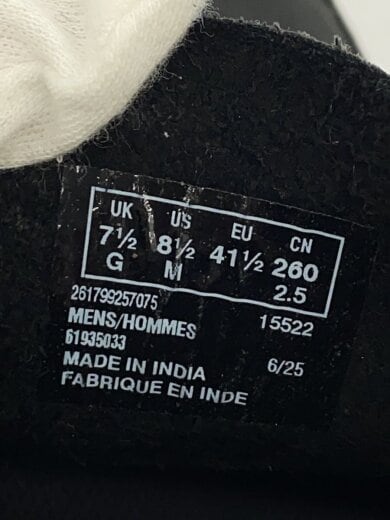 UK US EU CN
7½ 8½ 41½ 260
G M 2.5
261799257075
MENS/HOMMES 15522
61935033
MADE IN INDIA 6/25
FABRIQUE EN INDE